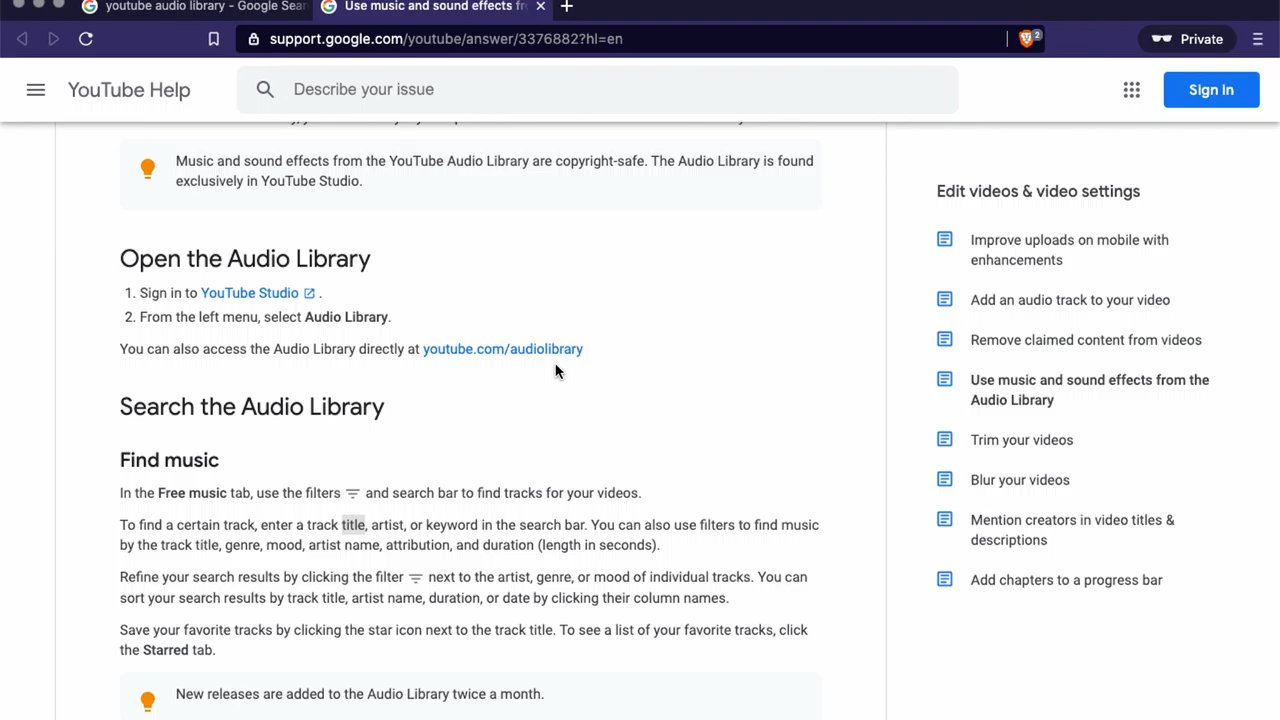 youtube audio library - Google Sear
Use music and sound effects fr
support.google.com/youtube/answer/3376882?hl=en
2
Private
YouTube Help
Describe your issue
Sign in
Music and sound effects from the YouTube Audio Library are copyright-safe. The Audio Library is found
exclusively in YouTube Studio.
Open the Audio Library
1. Sign in to YouTube Studio .
2. From the left menu, select Audio Library.
You can also access the Audio Library directly at youtube.com/audiolibrary
Search the Audio Library
Find music
In the Free music tab, use the filters and search bar to find tracks for your videos.
To find a certain track, enter a track title, artist, or keyword in the search bar. You can also use filters to find music
by the track title, genre, mood, artist name, attribution, and duration (length in seconds).
Refine your search results by clicking the filter next to the artist, genre, or mood of individual tracks. You can
sort your search results by track title, artist name, duration, or date by clicking their column names.
Save your favorite tracks by clicking the star icon next to the track title. To see a list of your favorite tracks, click
the Starred tab.
New releases are added to the Audio Library twice a month.
Edit videos & video settings
Improve uploads on mobile with
enhancements
Add an audio track to your video
Remove claimed content from videos
Use music and sound effects from the
Audio Library
Trim your videos
Blur your videos
Mention creators in video titles &
descriptions
Add chapters to a progress bar